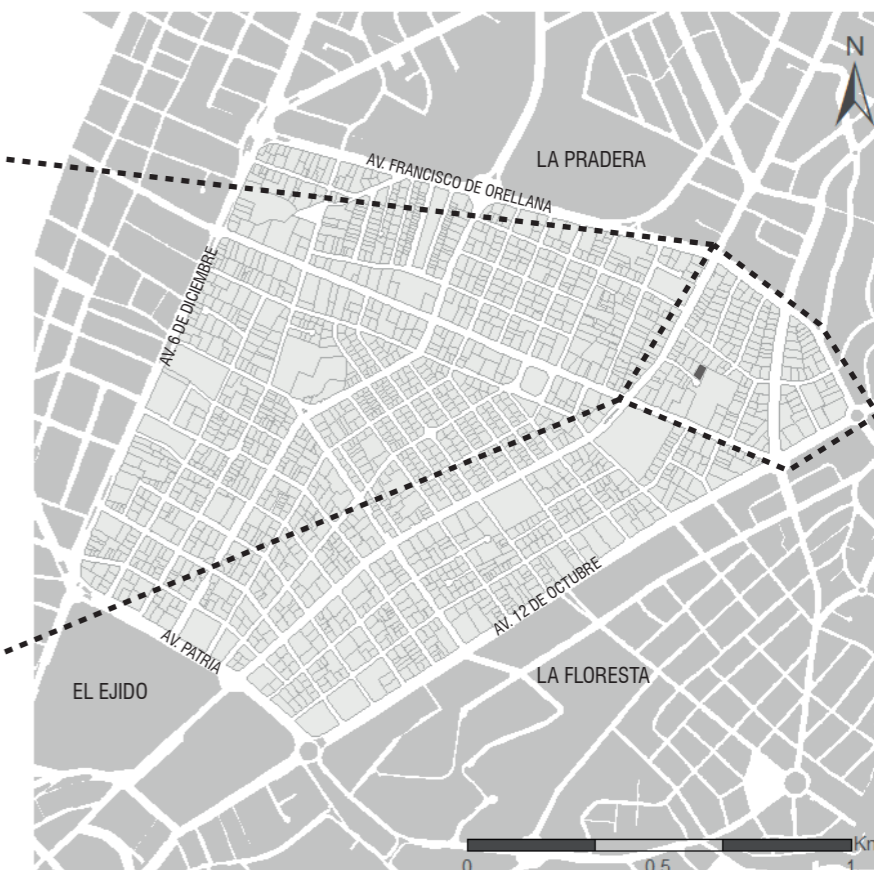 N
LA PRADERA
AV. FRANCISCO DE ORELLANA
AV. 6 DE DICIEMBRE
AV. 12 DE OCTUBRE
AV. PATRIA
LA FLORESTA
EL EJIDO
Km
0 0.5 1